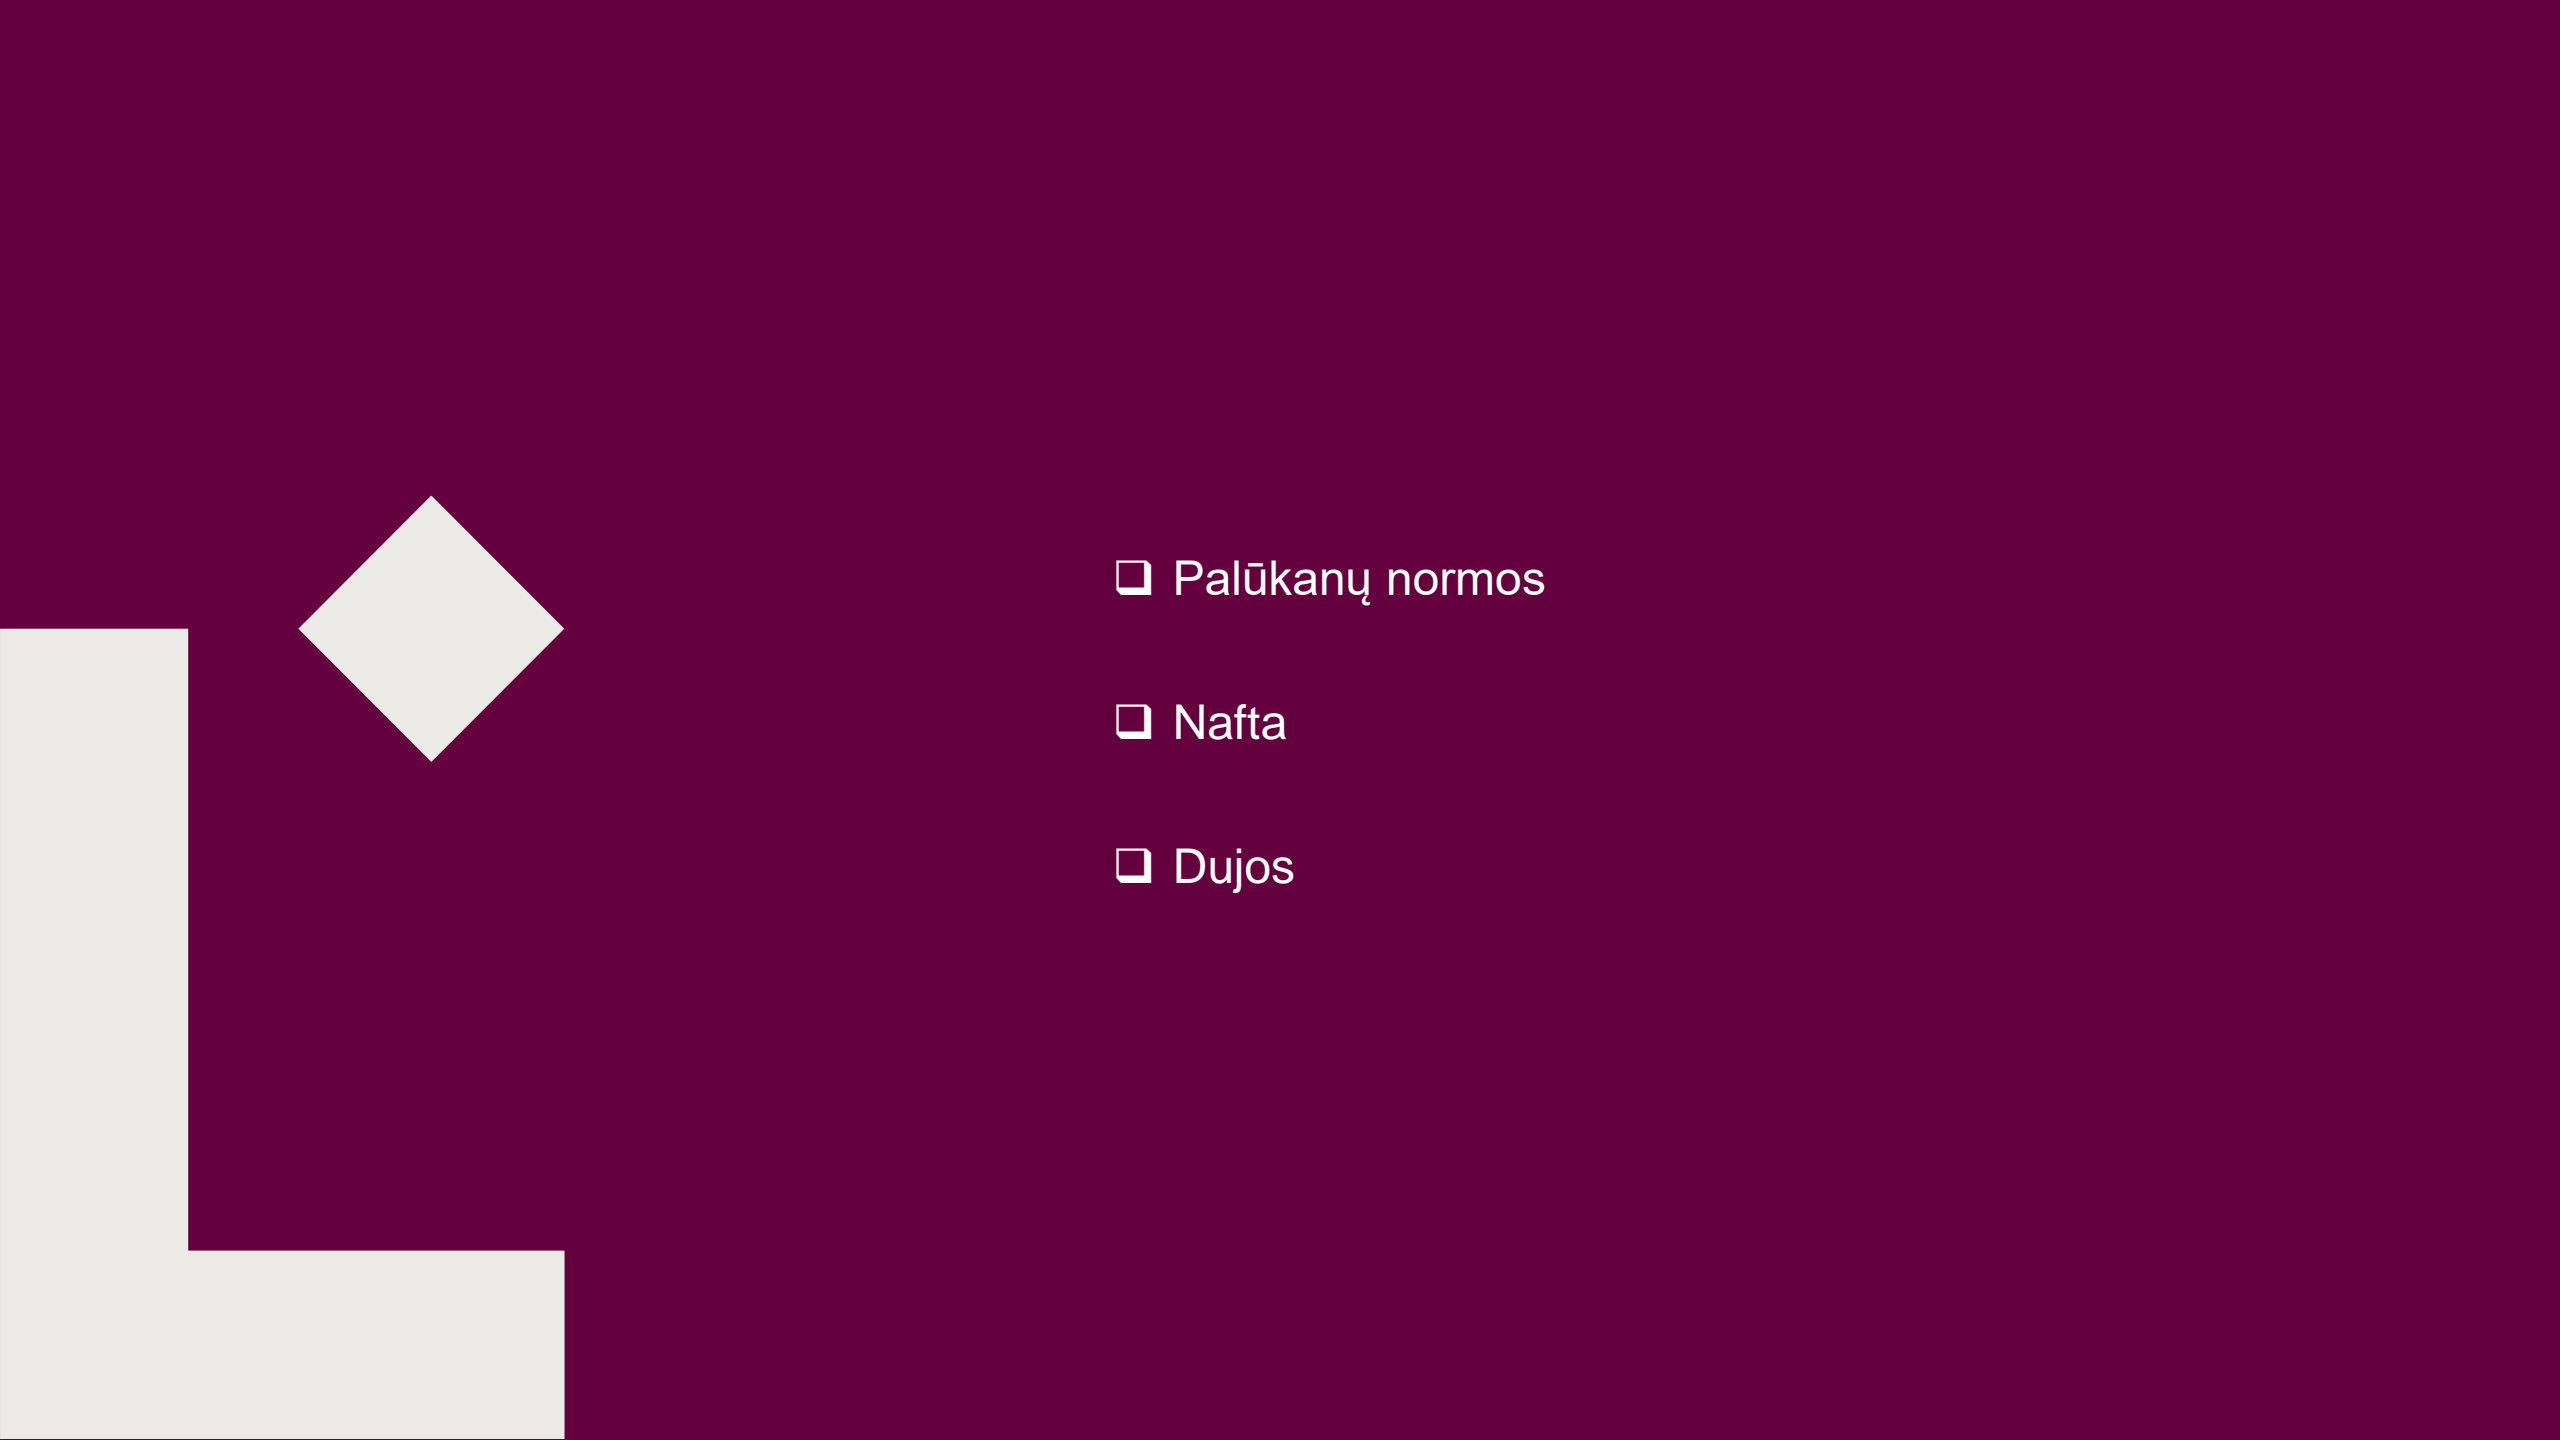 ❑ Palūkanų normos
❑ Nafta
❑ Dujos